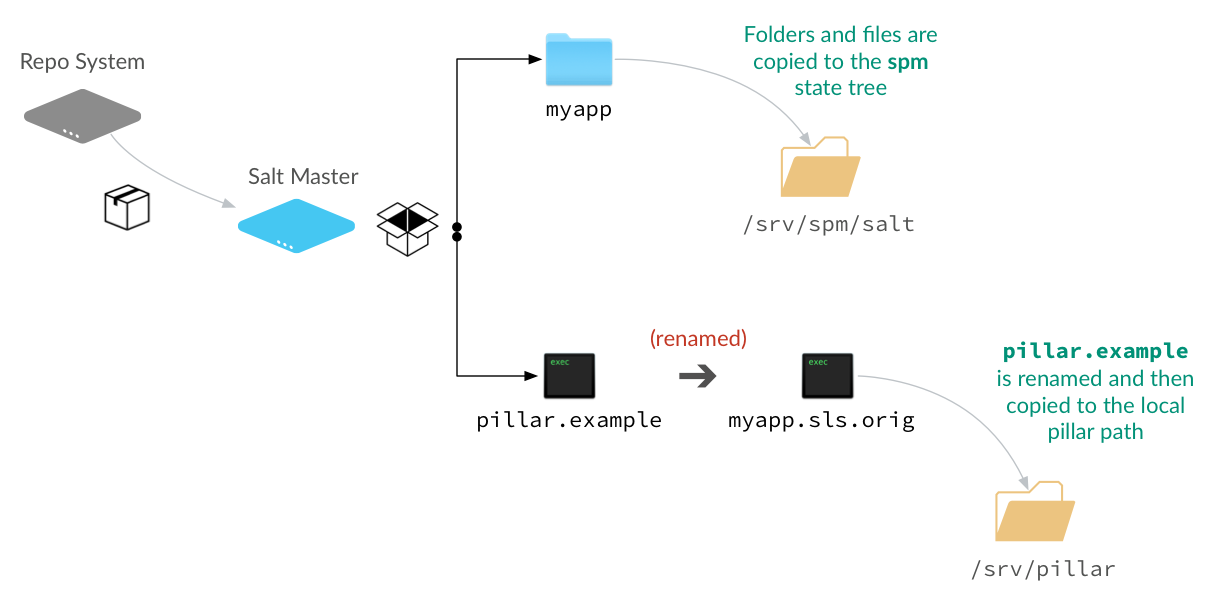 Repo System
Salt Master
myapp
Folders and files are
copied to the spm
state tree
/srv/spm/salt
exec
pillar.example
(renamed)
exec
myapp.sls.orig
pillar.example
is renamed and then
copied to the local
pillar path
/srv/pillar